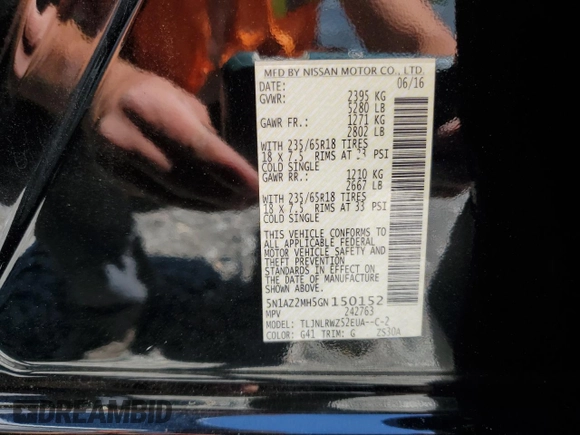 MFD BY NISSAN MOTOR CO., LTD.
DATE: 06/16
GVWR: 2395 KG
5280 LB
GAWR FR.: 1271 KG
2802 LB
WITH 235/65R18 TIRES
18 x 7.5 RIMS AT 33 PSI
COLD SINGLE
GAWR RR.: 1210 KG
2667 LB
WITH 235/65R18 TIRES
18 x 7.5 RIMS AT 33 PSI
COLD SINGLE
THIS VEHICLE CONFORMS TO
ALL APPLICABLE FEDERAL
MOTOR VEHICLE SAFETY AND
THEFT PREVENTION
STANDARDS IN EFFECT ON
THE DATE OF MANUFACTURE
SHOWN ABOVE.
5N1AZ2MH5GN150152
MPV 242763
MODEL: TLJNLRWZ52EUA--C-2
COLOR: G41 TRIM: G ZS30A
DREAMBID